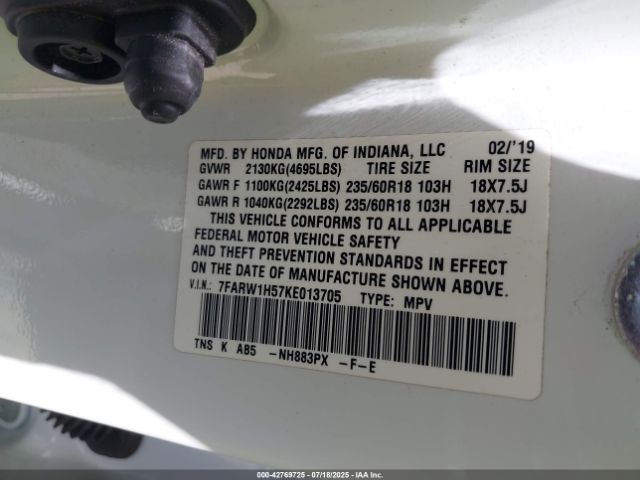 MFD. BY HONDA MFG. OF INDIANA, LLC 02/'19
GVWR 2130KG(4695LBS) TIRE SIZE RIM SIZE
GAWR F 1100KG(2425LBS) 235/60R18 103H 18X7.5J
GAWR R 1040KG(2292LBS) 235/60R18 103H 18X7.5J
THIS VEHICLE CONFORMS TO ALL APPLICABLE
FEDERAL MOTOR VEHICLE SAFETY
AND THEFT PREVENTION STANDARDS IN EFFECT
ON THE DATE OF MANUFACTURE SHOWN ABOVE.
V.I.N.: 7FARW1H57KE013705 TYPE: MPV
TNS K AB5 -NH883PX -F-E
000-42769725 07/18/2025 IAAI.COM